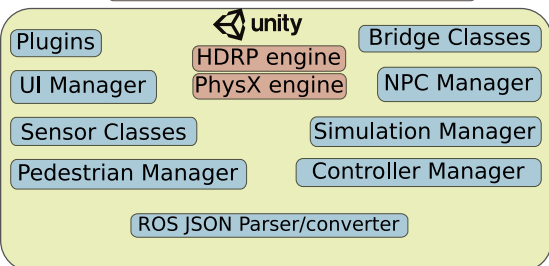 unity
Plugins
Bridge Classes
HDRP engine
UI Manager
PhysX engine
NPC Manager
Sensor Classes
Simulation Manager
Pedestrian Manager
Controller Manager
ROS JSON Parser/converter